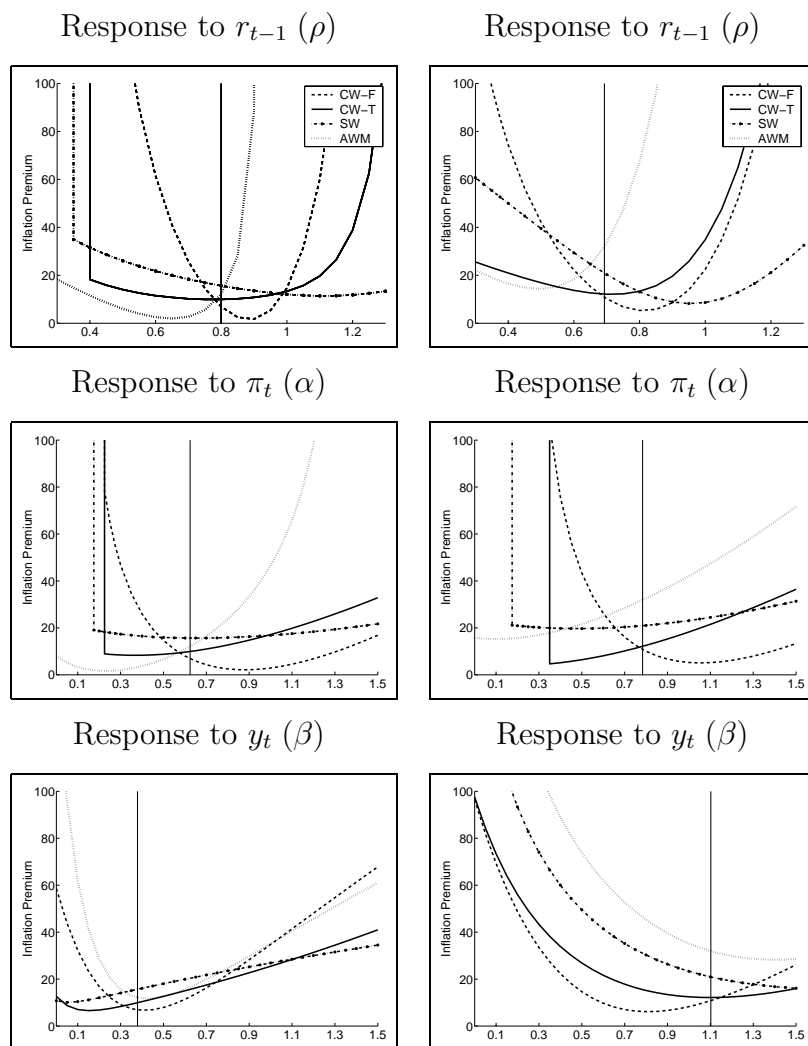 Response to $r_{t-1}$ ($\rho$)
Response to $r_{t-1}$ ($\rho$)
100
80
60
40
20
0
Inflation Premium
0.4 0.6 0.8 1 1.2
CW-F
CW-T
SW
AWM
100
80
60
40
20
0
Inflation Premium
0.4 0.6 0.8 1 1.2
CW-F
CW-T
SW
AWM
Response to $\pi_t$ ($\alpha$)
Response to $\pi_t$ ($\alpha$)
100
80
60
40
20
0
Inflation Premium
0.1 0.3 0.5 0.7 0.9 1.1 1.3 1.5
100
80
60
40
20
0
Inflation Premium
0.1 0.3 0.5 0.7 0.9 1.1 1.3 1.5
Response to $y_t$ ($\beta$)
Response to $y_t$ ($\beta$)
100
80
60
40
20
0
Inflation Premium
0.1 0.3 0.5 0.7 0.9 1.1 1.3 1.5
100
80
60
40
20
0
Inflation Premium
0.1 0.3 0.5 0.7 0.9 1.1 1.3 1.5